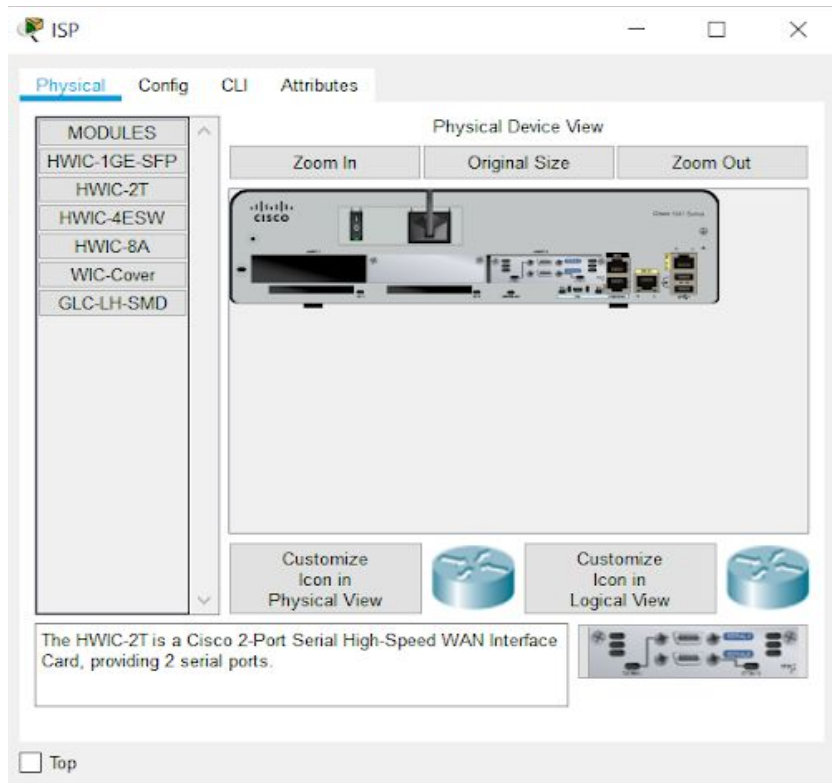 ISP
Physical Config CLI Attributes
MODULES
HWIC-1GE-SFP
HWIC-2T
HWIC-4ESW
HWIC-8A
WIC-Cover
GLC-LH-SMD
Physical Device View
Zoom In Original Size Zoom Out
CISCO
Customize
Icon in
Physical View
Customize
Icon in
Logical View
The HWIC-2T is a Cisco 2-Port Serial High-Speed WAN Interface
Card, providing 2 serial ports.
Top